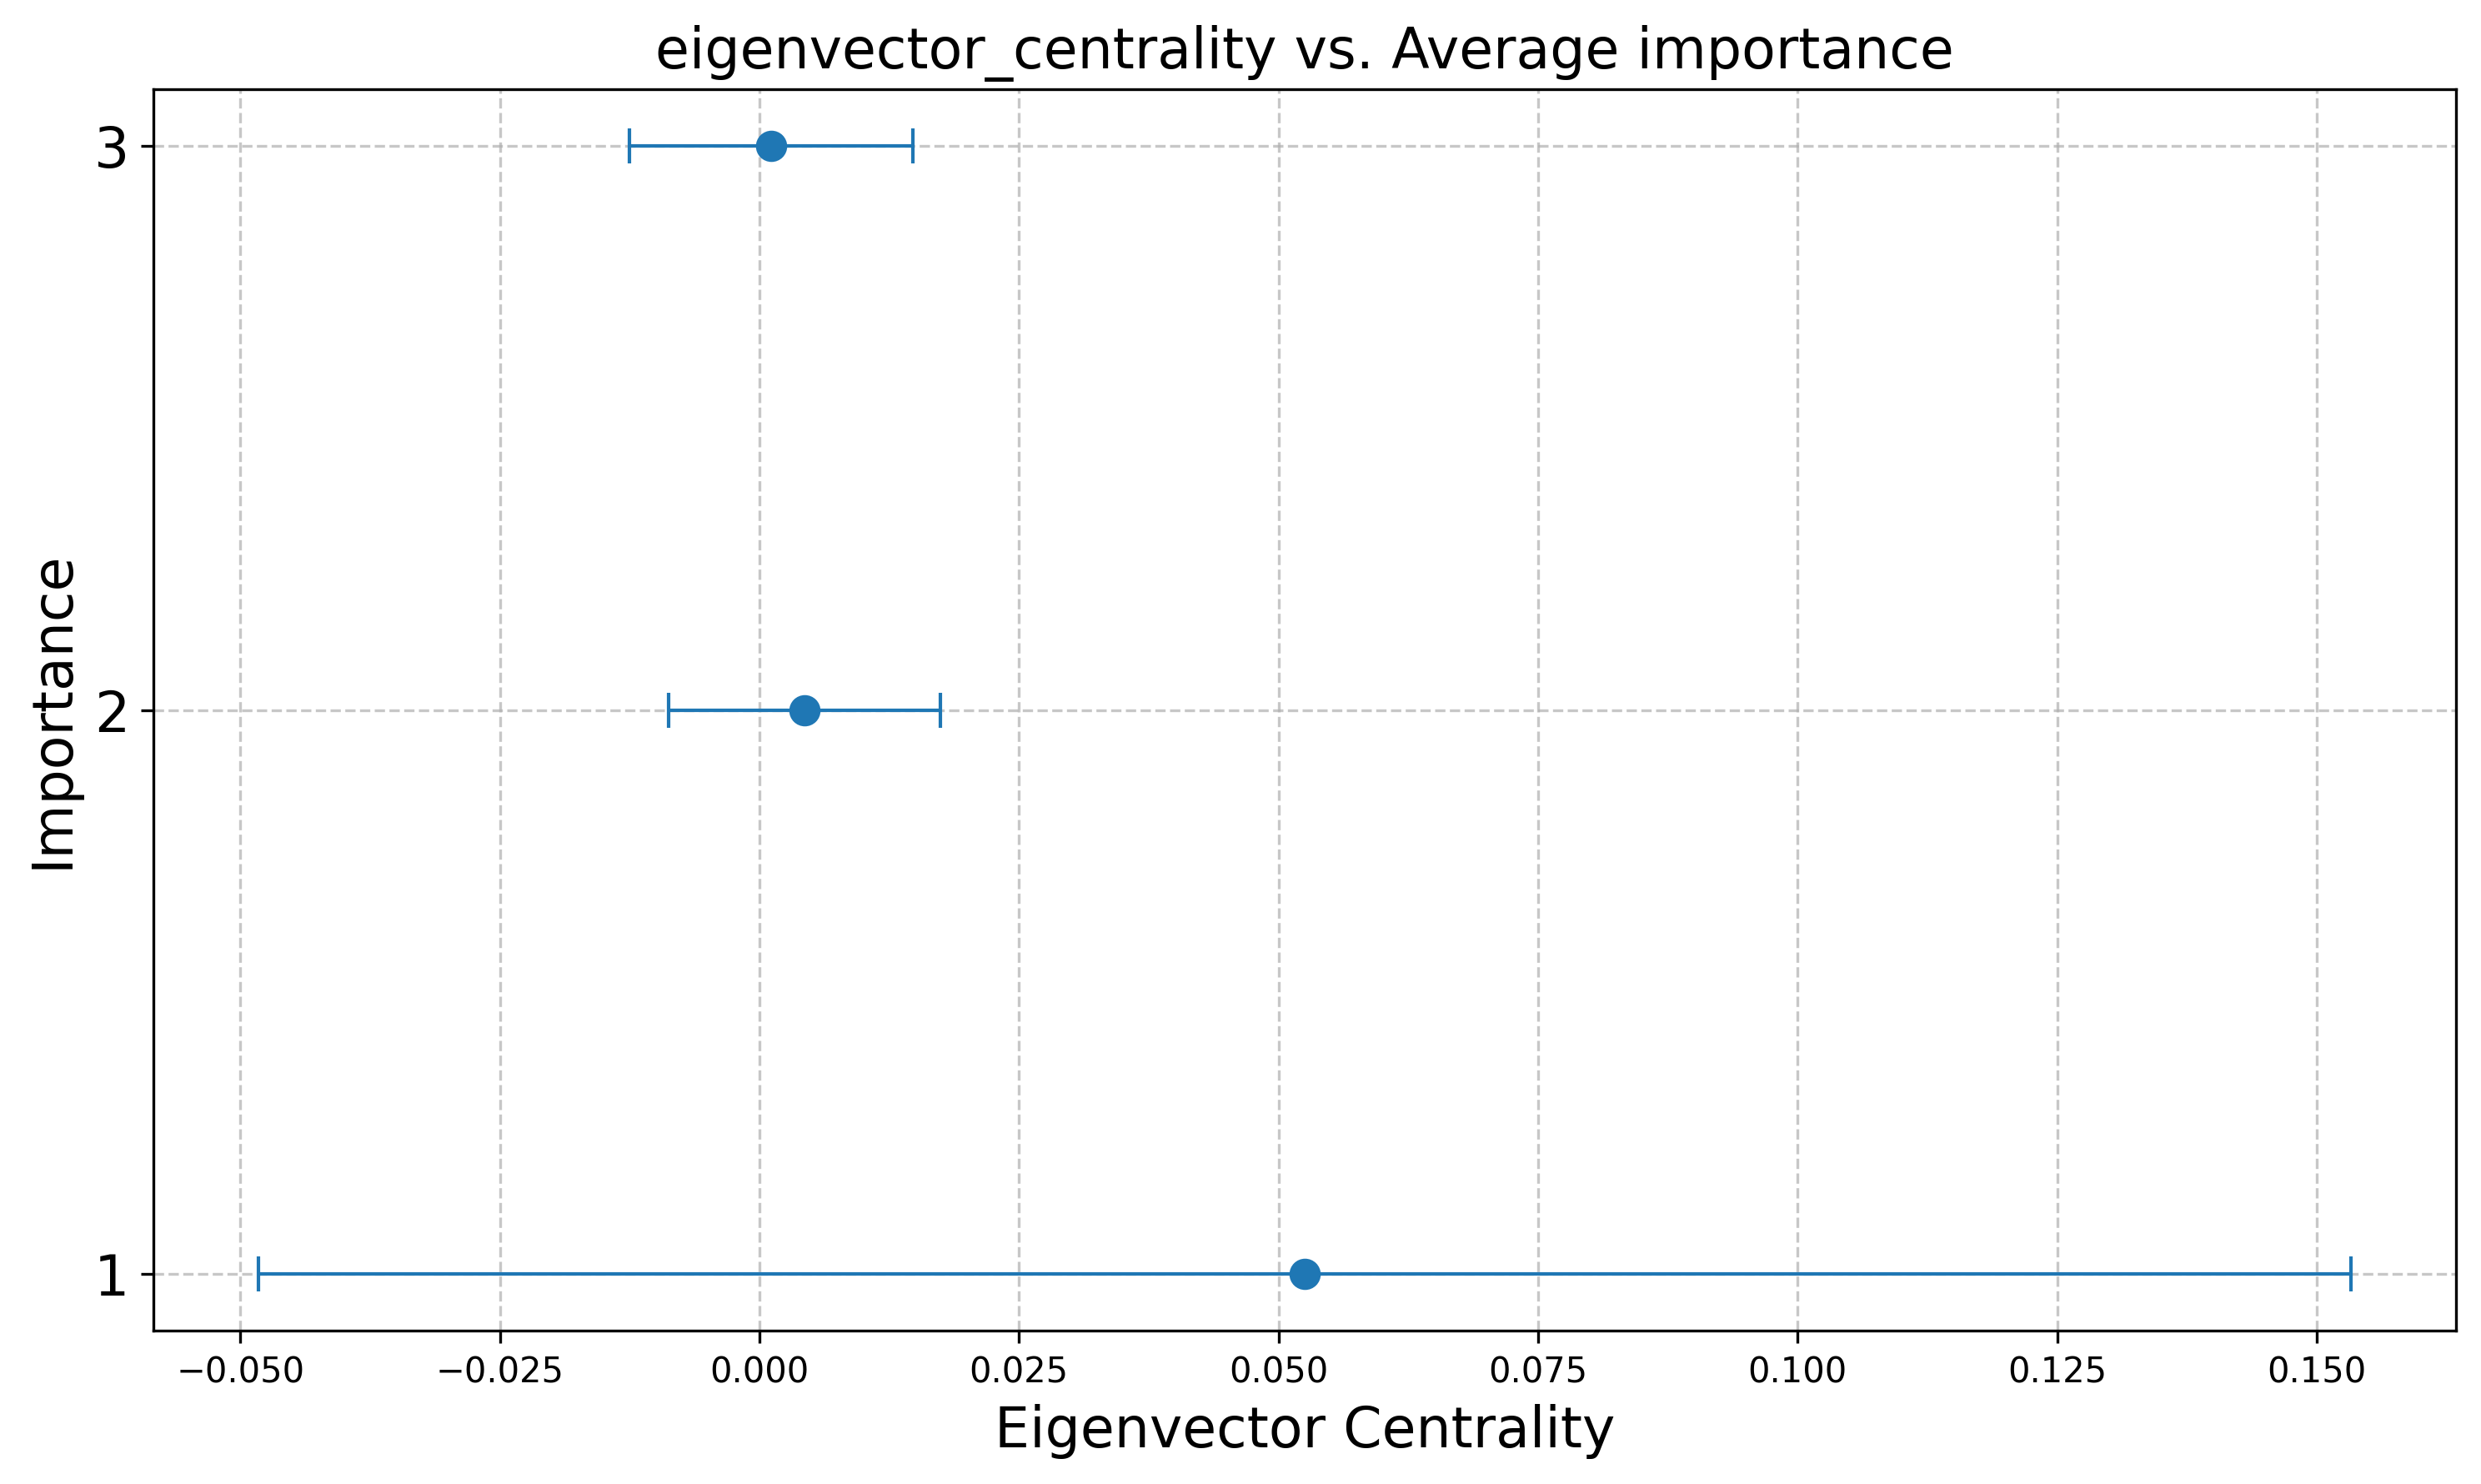 eigenvector_centrality vs. Average importance
3
2
1
Importance
−0.050 −0.025 0.000 0.025 0.050 0.075 0.100 0.125 0.150
Eigenvector Centrality